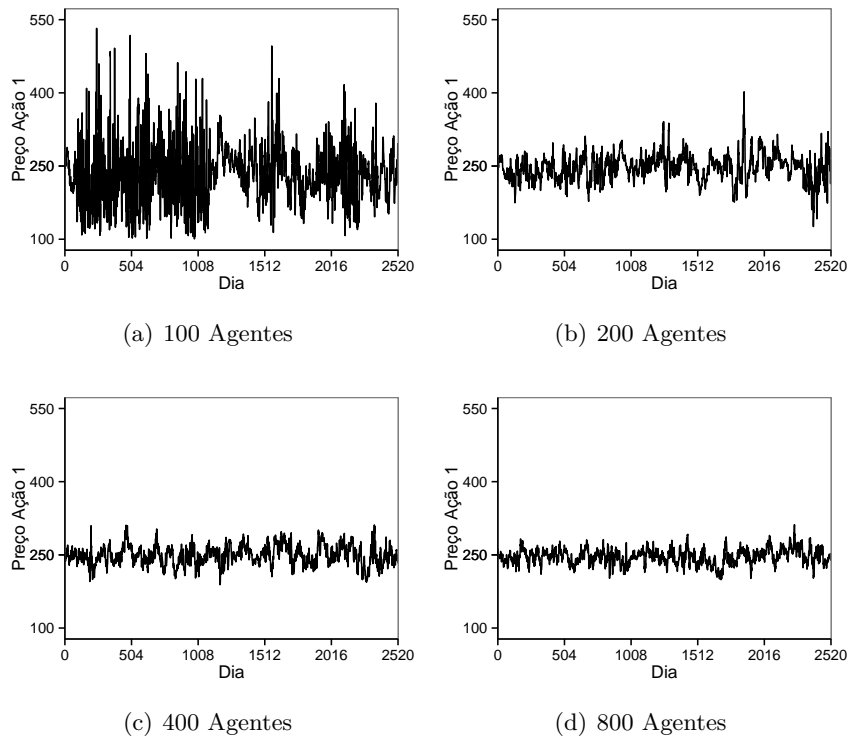 550
400
250
100
Preço Ação 1
0 504 1008 1512 2016 2520
Dia
(a) 100 Agentes
550
400
250
100
Preço Ação 1
0 504 1008 1512 2016 2520
Dia
(b) 200 Agentes
550
400
250
100
Preço Ação 1
0 504 1008 1512 2016 2520
Dia
(c) 400 Agentes
550
400
250
100
Preço Ação 1
0 504 1008 1512 2016 2520
Dia
(d) 800 Agentes